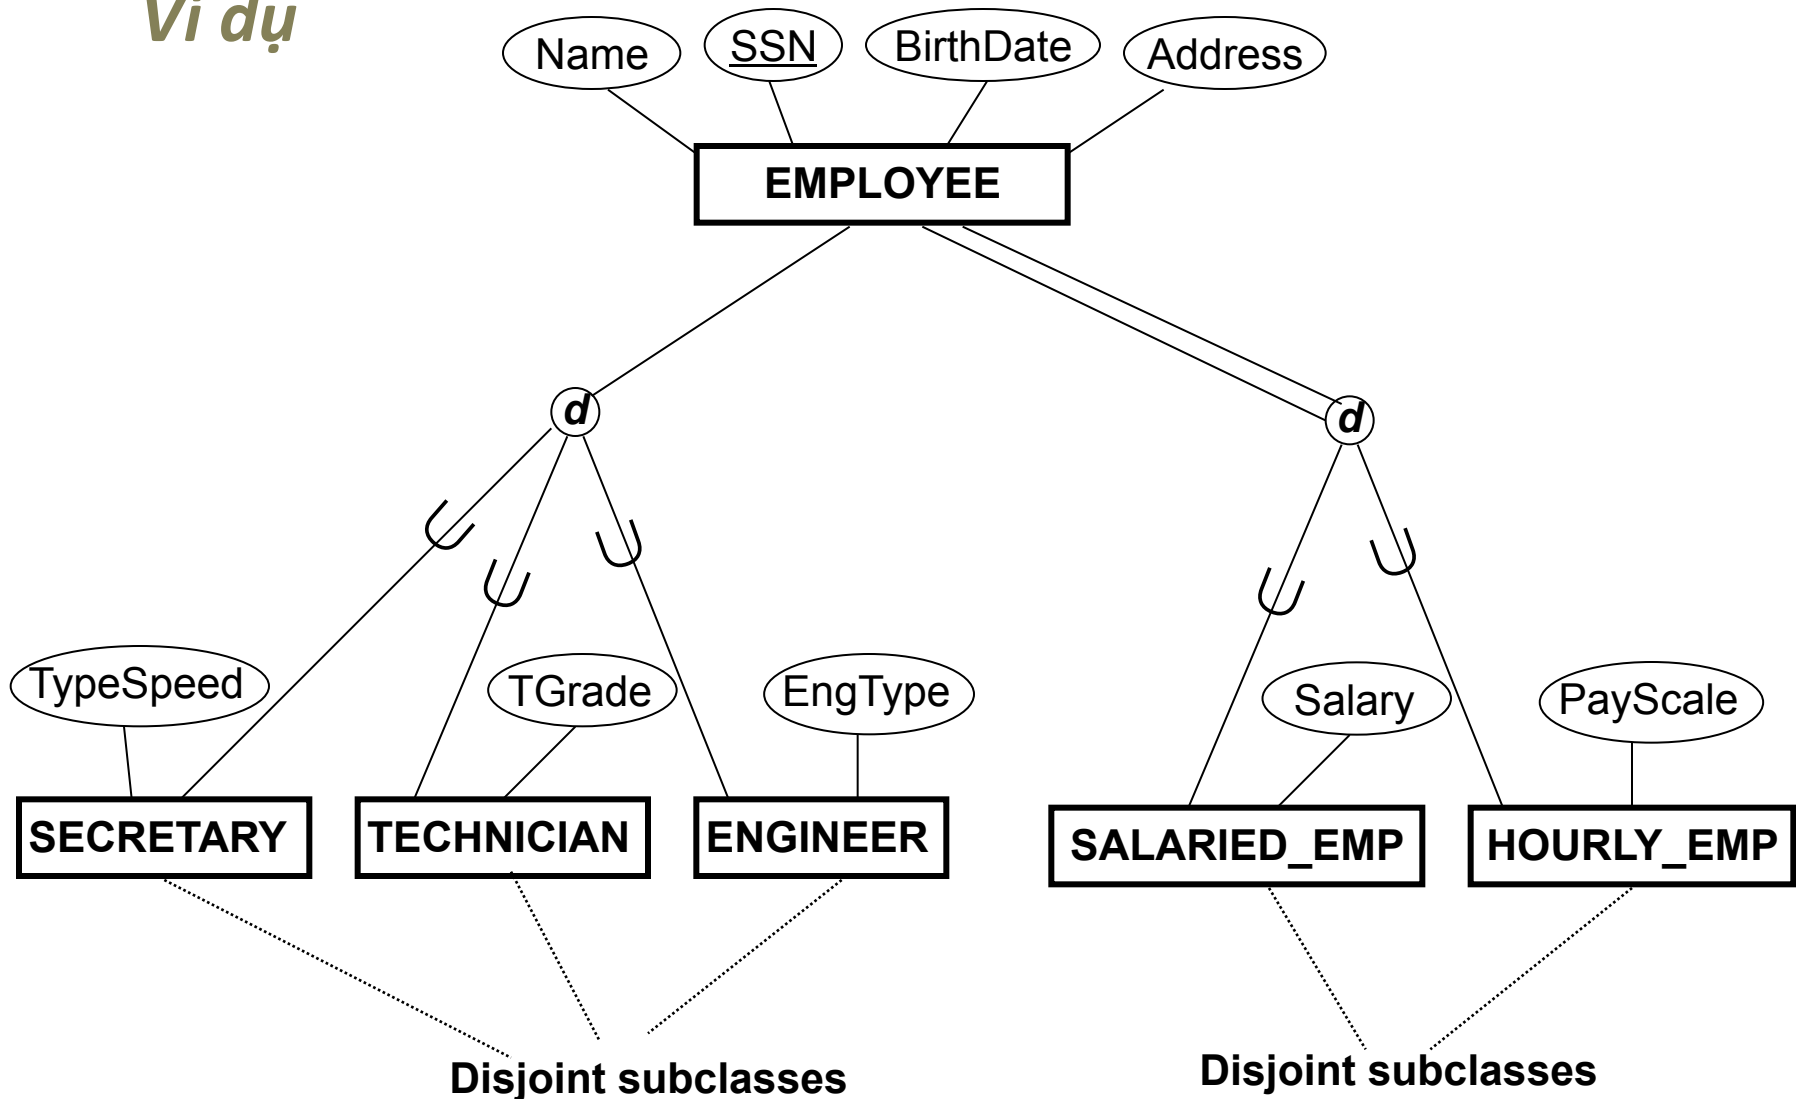 Ví dụ
Name
SSN
BirthDate
Address
EMPLOYEE
d
d
TypeSpeed
TGrade
EngType
Salary
PayScale
SECRETARY
TECHNICIAN
ENGINEER
SALARIED_EMP
HOURLY_EMP
Disjoint subclasses
Disjoint subclasses